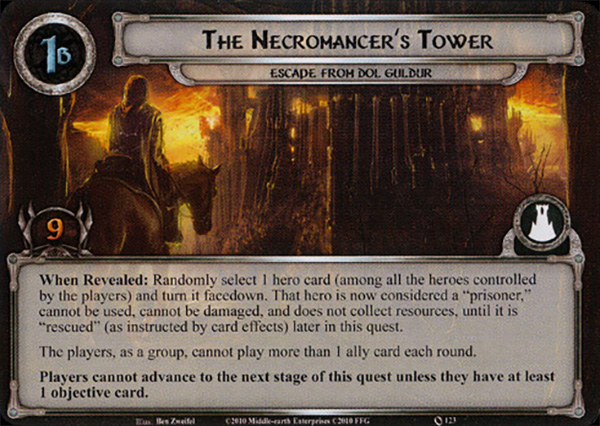 1B
THE NECROMANCER'S TOWER
ESCAPE FROM DOL GULDUR
9
When Revealed: Randomly select 1 hero card (among all the heroes controlled
by the players) and turn it facedown. That hero is now considered a “prisoner,”
cannot be used, cannot be damaged, and does not collect resources, until it is
“rescued” (as instructed by card effects) later in this quest.
The players, as a group, cannot play more than 1 ally card each round.
Players cannot advance to the next stage of this quest unless they have at least
1 objective card.
Illus. Ben Zweifel ©2010 Middle-earth Enterprises ©2010 FFG 123